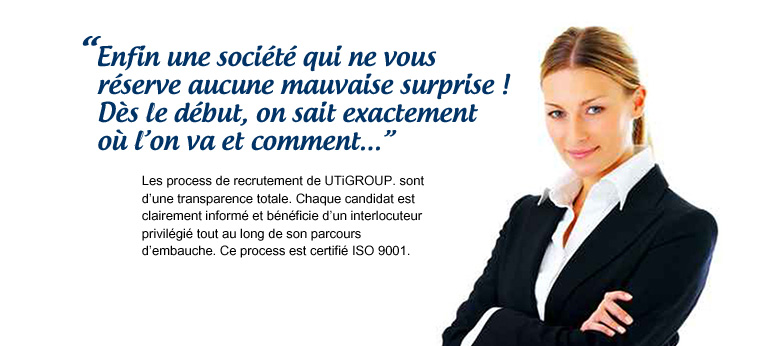 “Enfin une société qui ne vous
réserve aucune mauvaise surprise !
Dès le début, on sait exactement
où l’on va et comment...”
Les process de recrutement de UTiGROUP. sont
d’une transparence totale. Chaque candidat est
clairement informé et bénéficie d’un interlocuteur
privilégié tout au long de son parcours
d’embauche. Ce process est certifié ISO 9001.